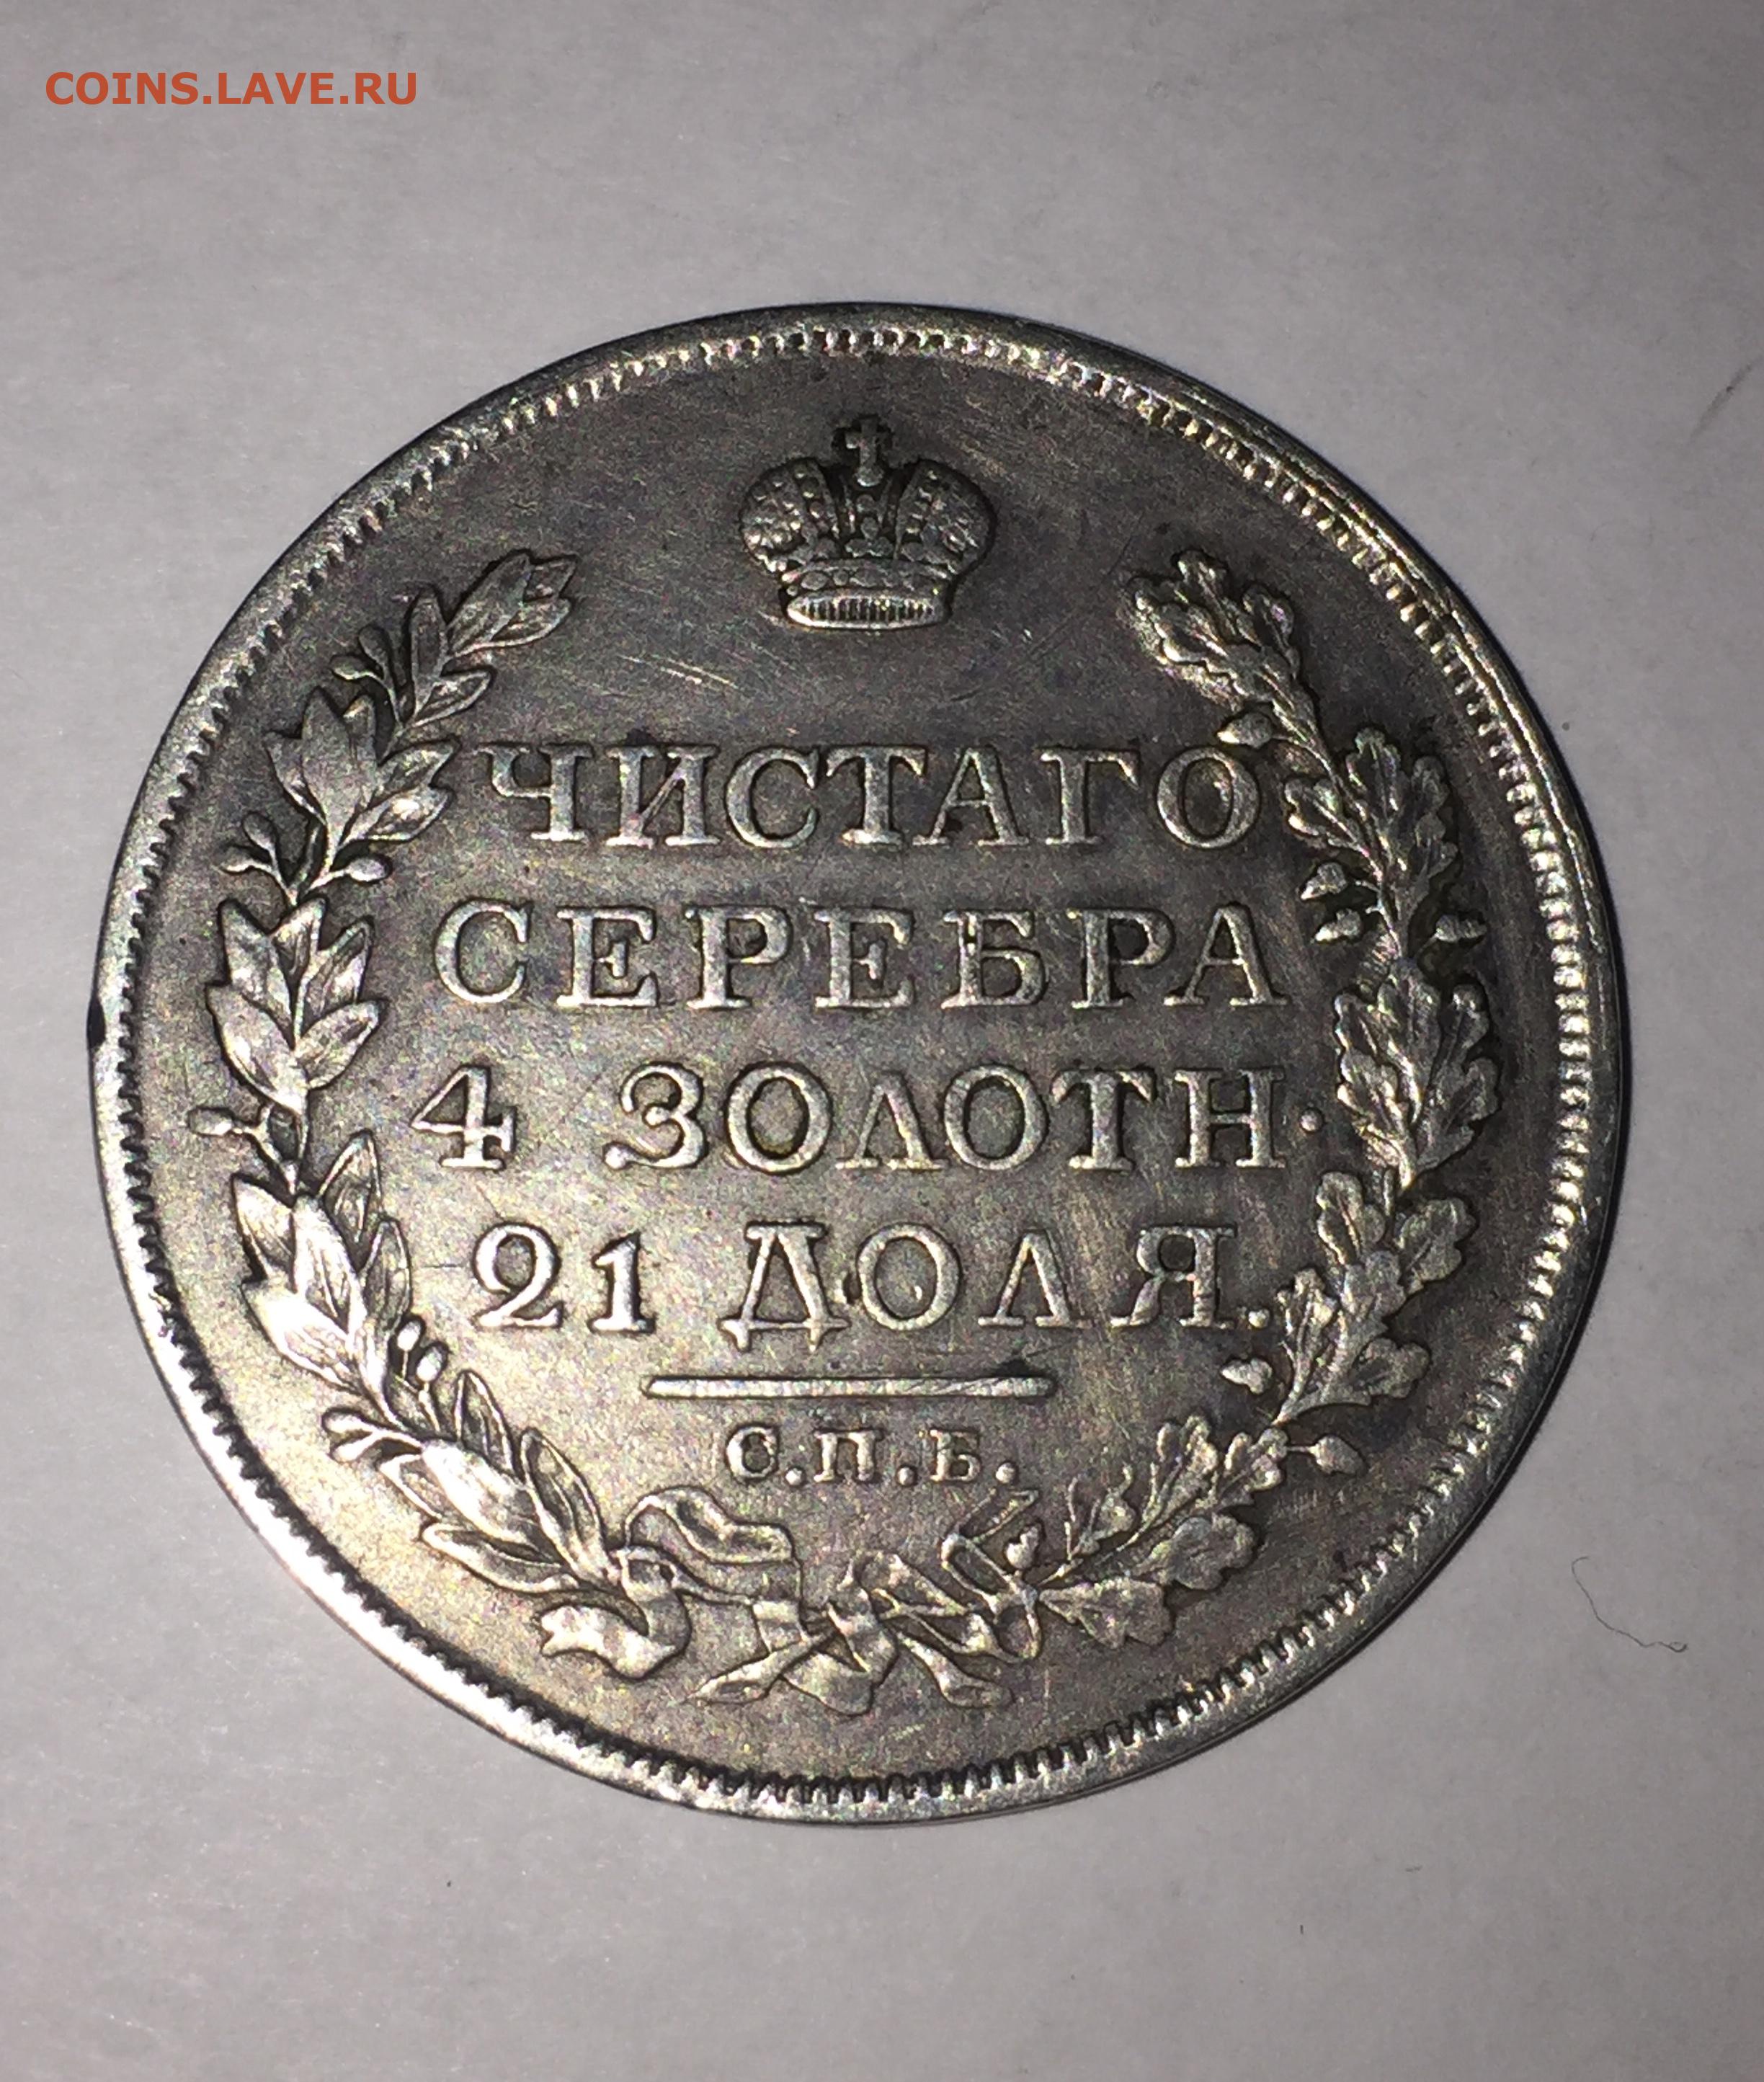 COINS.LAVE.RU
ЧИСТАГО
СЕРЕБРА
4 ЗОЛОТН.
21 ДОЛЯ.
С.П.Б.